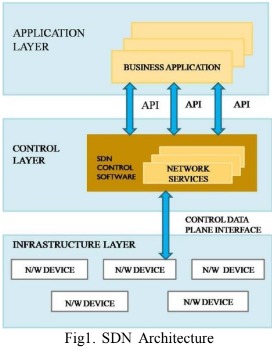 APPLICATION
LAYER
BUSINESS APPLICATION
API API API
CONTROL
LAYER
SDN
CONTROL
SOFTWARE
NETWORK
SERVICES
CONTROL DATA
PLANE INTERFACE
INFRASTRUCTURE LAYER
N/W DEVICE N/W DEVICE N/W DEVICE
N/W DEVICE N/W DEVICE
Fig1. SDN Architecture